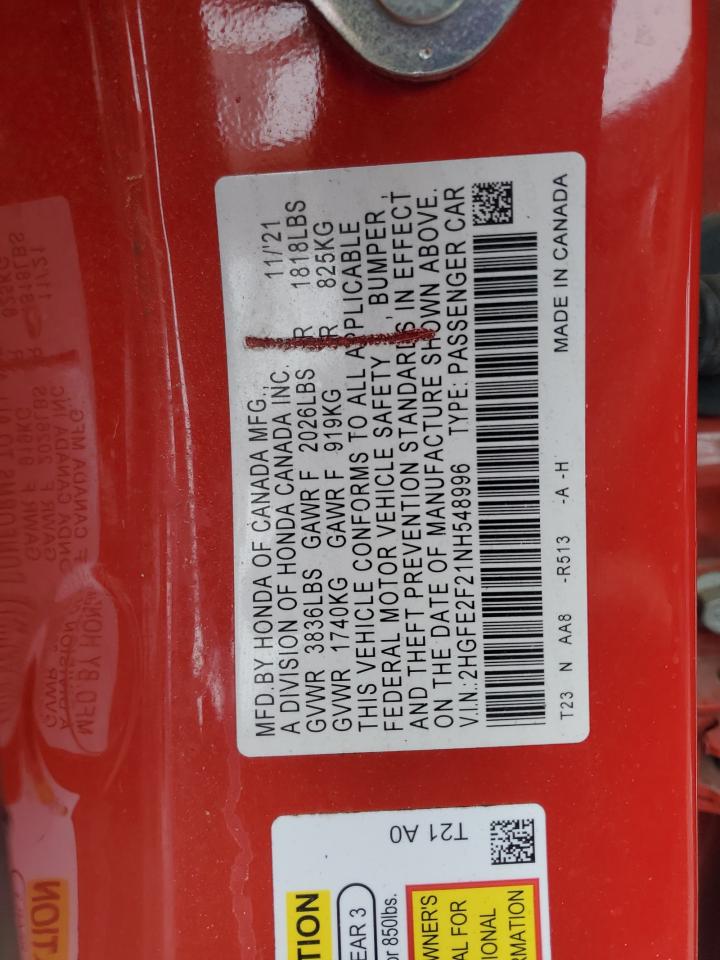 MFD.BY HONDA OF CANADA MFG., 11/'21
A DIVISION OF HONDA CANADA INC.
GVWR 3836LBS GAWR F 2026LBS R 1818LBS
GVWR 1740KG GAWR F 919KG R 825KG
THIS VEHICLE CONFORMS TO ALL APPLICABLE
FEDERAL MOTOR VEHICLE SAFETY , BUMPER ,
AND THEFT PREVENTION STANDARDS IN EFFECT
ON THE DATE OF MANUFACTURE SHOWN ABOVE.
V.I.N.:2HGFE2F21NH548996 TYPE: PASSENGER CAR
T23 N AA8 -R513 -A -H MADE IN CANADA
T21 A0
TION
EAR 3
or 850lbs.
WNER'S
AL FOR
IONAL
RMATION